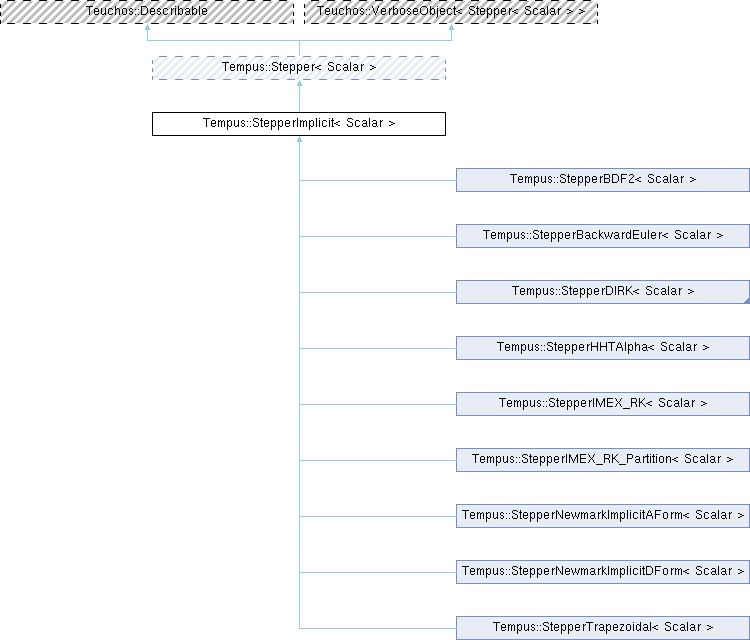 Teuchos::Describable
Teuchos::VerboseObject< Stepper< Scalar > >
Tempus::Stepper< Scalar >
Tempus::StepperImplicit< Scalar >
Tempus::StepperBDF2< Scalar >
Tempus::StepperBackwardEuler< Scalar >
Tempus::StepperDIRK< Scalar >
Tempus::StepperHHTAlpha< Scalar >
Tempus::StepperIMEX_RK< Scalar >
Tempus::StepperIMEX_RK_Partition< Scalar >
Tempus::StepperNewmarkImplicitAForm< Scalar >
Tempus::StepperNewmarkImplicitDForm< Scalar >
Tempus::StepperTrapezoidal< Scalar >